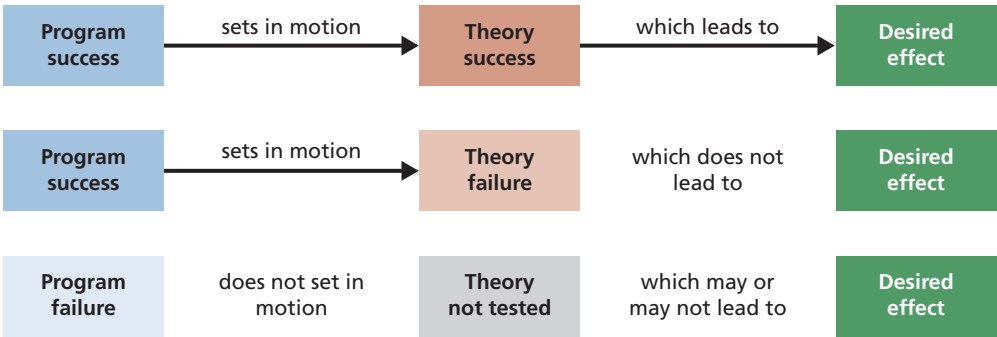 Program
success
sets in motion
Theory
success
which leads to
Desired
effect
Program
success
sets in motion
Theory
failure
which does not
lead to
Desired
effect
Program
failure
does not set in
motion
Theory
not tested
which may or
may not lead to
Desired
effect